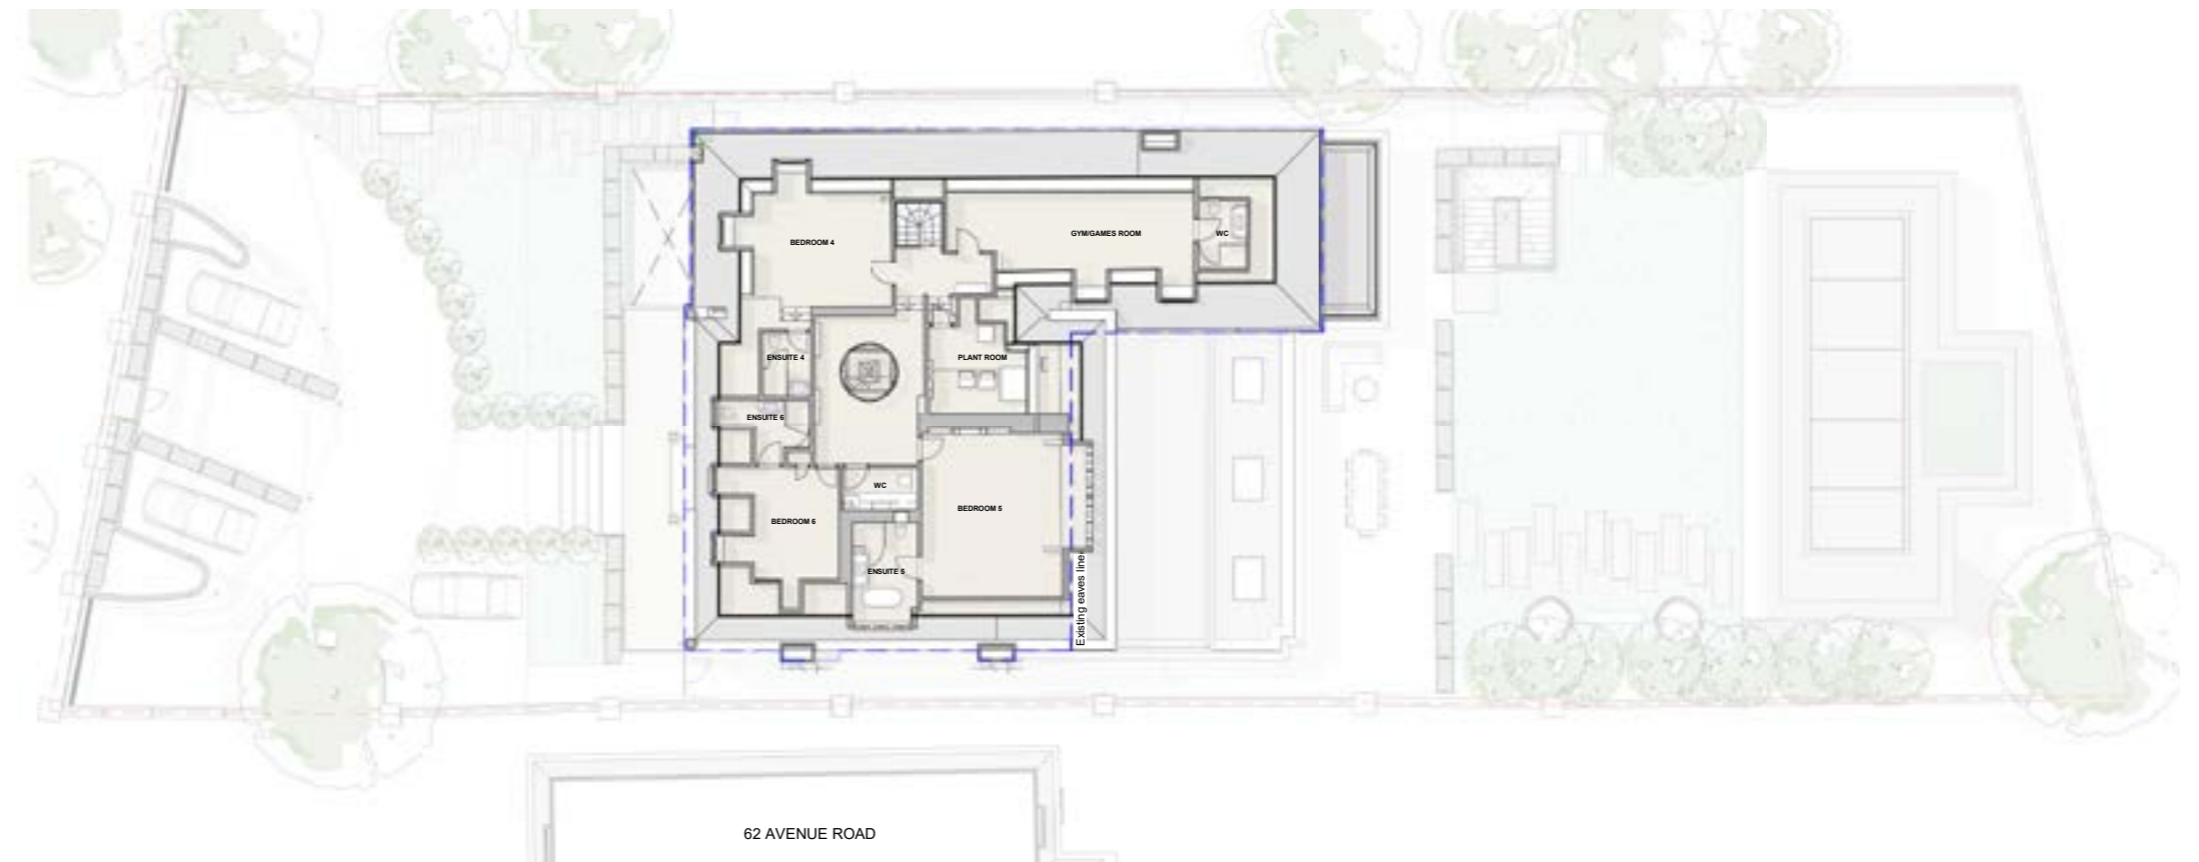 BEDROOM 4
GYM/GAMES ROOM
WC
ENSUITE 4
PLANT ROOM
ENSUITE 6
WC
BEDROOM 6
BEDROOM 5
ENSUITE 5
Existing eaves line
62 AVENUE ROAD